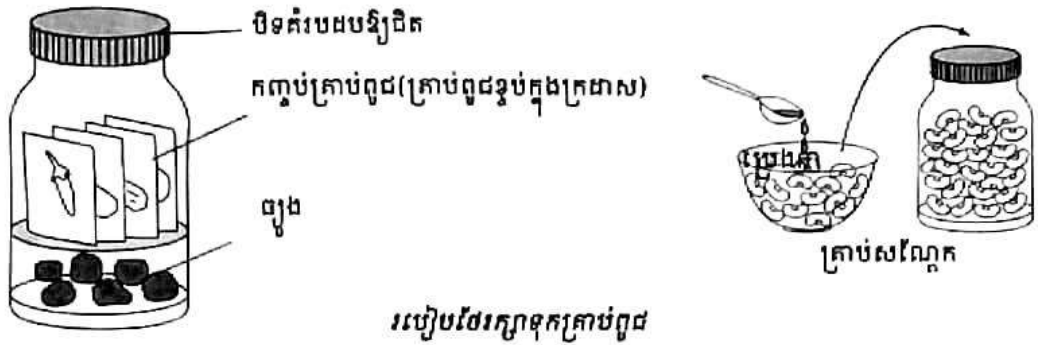 បិទគំរបដបឱ្យជិត
កញ្ចប់គ្រាប់ពូជ(គ្រាប់ពូជខ្ចប់ក្នុងក្រដាស)
ធ្យូង
ប្រេងឆា
គ្រាប់សណ្តែក
របៀបថែរក្សាទុកគ្រាប់ពូជ